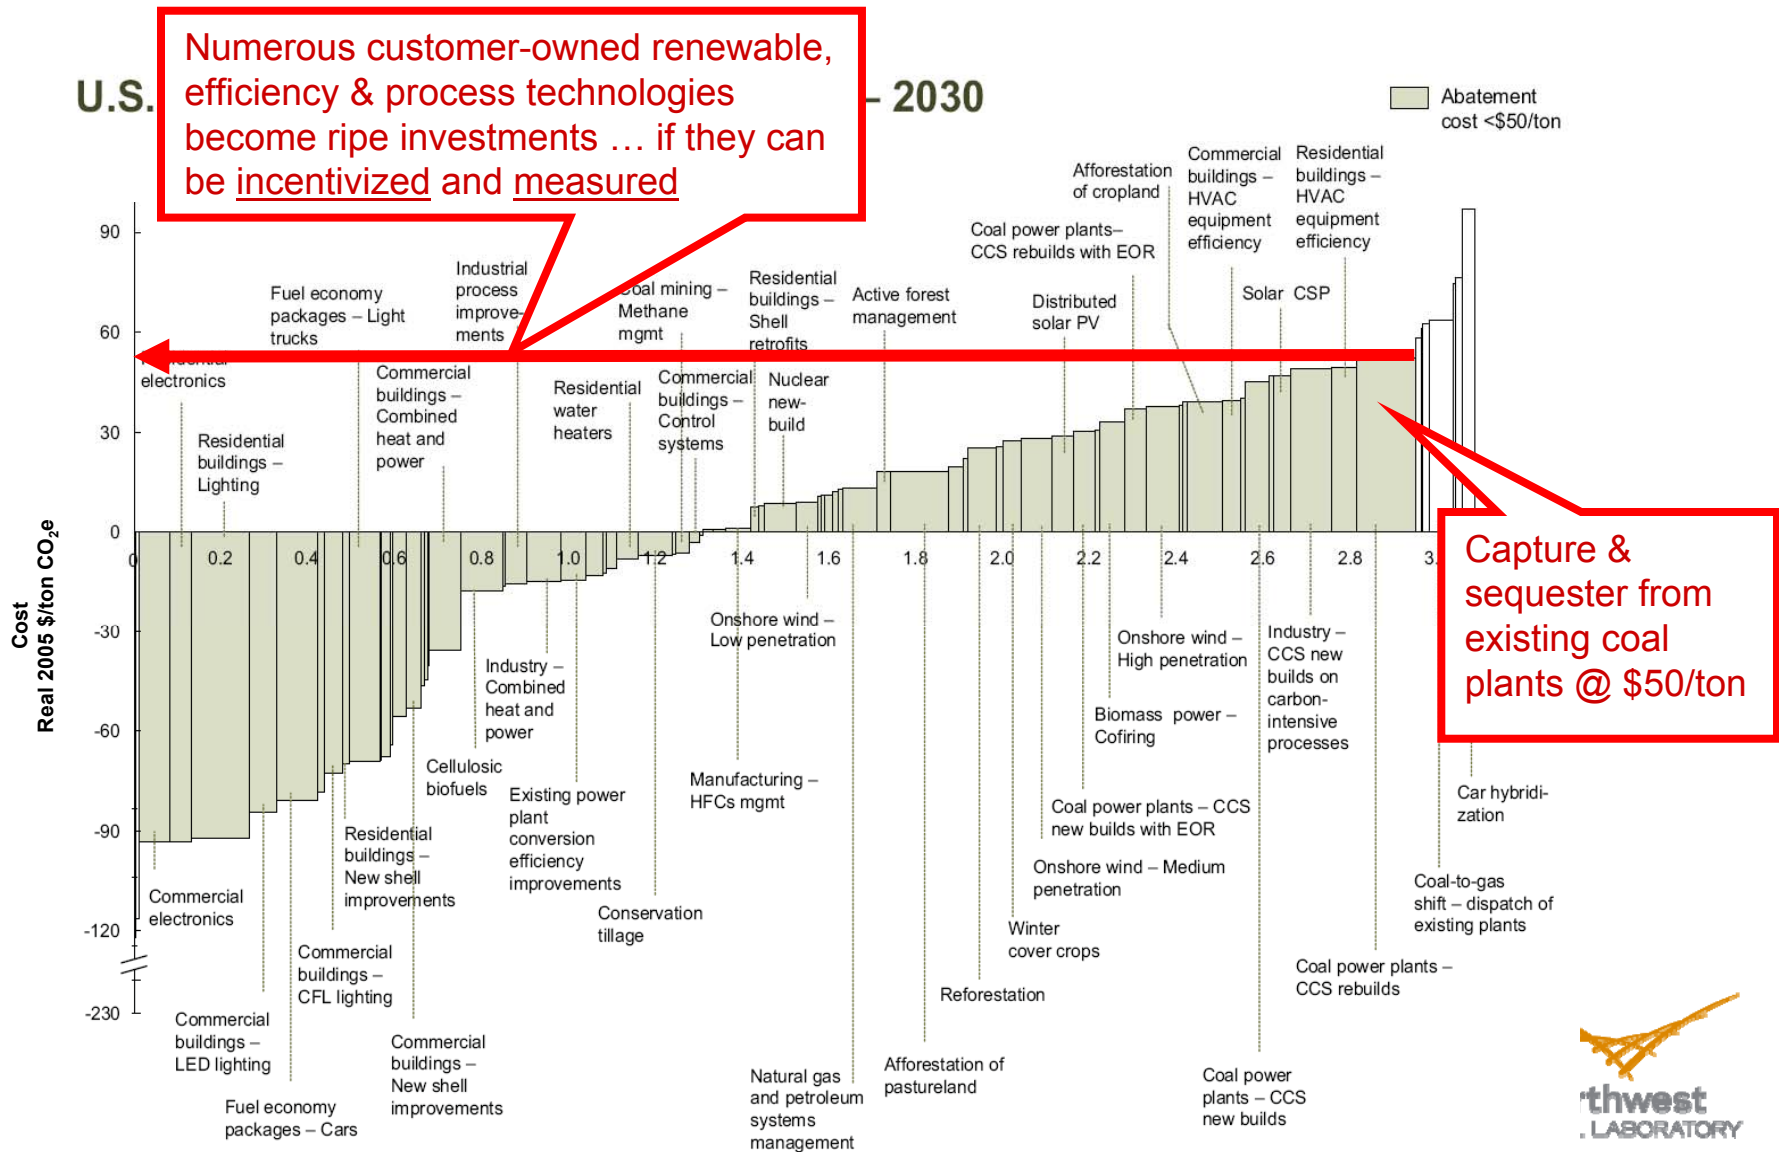 Numerous customer-owned renewable,
efficiency & process technologies
become ripe investments … if they can
be incentivized and measured
U.S.
– 2030
Abatement
cost <$50/ton
Afforestation
of cropland
Commercial
buildings –
HVAC
equipment
efficiency
Residential
buildings –
HVAC
equipment
efficiency
Coal power plants–
CCS rebuilds with EOR
Industrial
process
improve-
ments
Fuel economy
packages – Light
trucks
Coal mining –
Methane
mgmt
Residential
buildings –
Shell
retrofits
Active forest
management
Distributed
solar PV
Solar CSP
electronics
Commercial
buildings –
Combined
heat and
power
Residential
water
heaters
Commercial
buildings –
Control
systems
Nuclear
new-
build
Residential
buildings –
Lighting
90
60
30
0
-30
-60
-90
-120
-230
Cost
Real 2005 $/ton CO₂e
0
0.2
0.4
0.6
0.8
1.0
1.2
1.4
1.6
1.8
2.0
2.2
2.4
2.6
2.8
3.
Capture &
sequester from
existing coal
plants @ $50/ton
Onshore wind –
Low penetration
Onshore wind –
High penetration
Industry –
CCS new
builds on
carbon-
intensive
processes
Industry –
Combined
heat and
power
Biomass power –
Cofiring
Cellulosic
biofuels
Manufacturing –
HFCs mgmt
Existing power
plant
conversion
efficiency
improvements
Coal power plants – CCS
new builds with EOR
Car hybridi-
zation
Residential
buildings –
New shell
improvements
Onshore wind – Medium
penetration
Commercial
electronics
Coal-to-gas
shift – dispatch of
existing plants
Conservation
tillage
Winter
cover crops
Commercial
buildings –
CFL lighting
Coal power plants –
CCS rebuilds
Reforestation
Commercial
buildings –
LED lighting
Commercial
buildings –
New shell
improvements
Afforestation of
pastureland
Natural gas
and petroleum
systems
management
Coal power
plants – CCS
new builds
Fuel economy
packages – Cars
thwest
LABORATORY